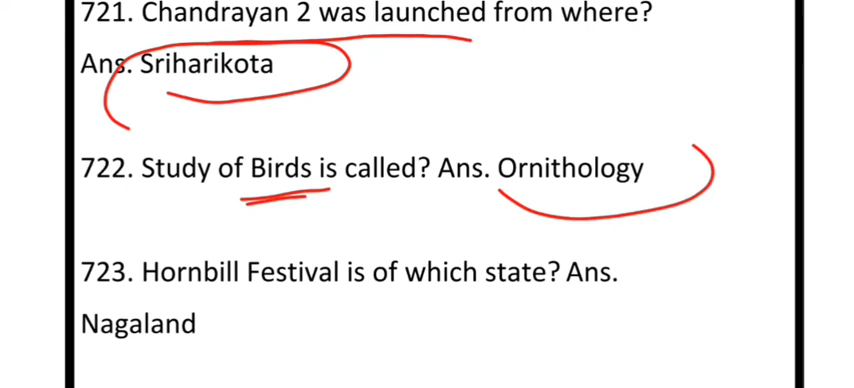 721. Chandrayan 2 was launched from where?
Ans. Sriharikota
722. Study of Birds is called? Ans. Ornithology
723. Hornbill Festival is of which state? Ans.
Nagaland